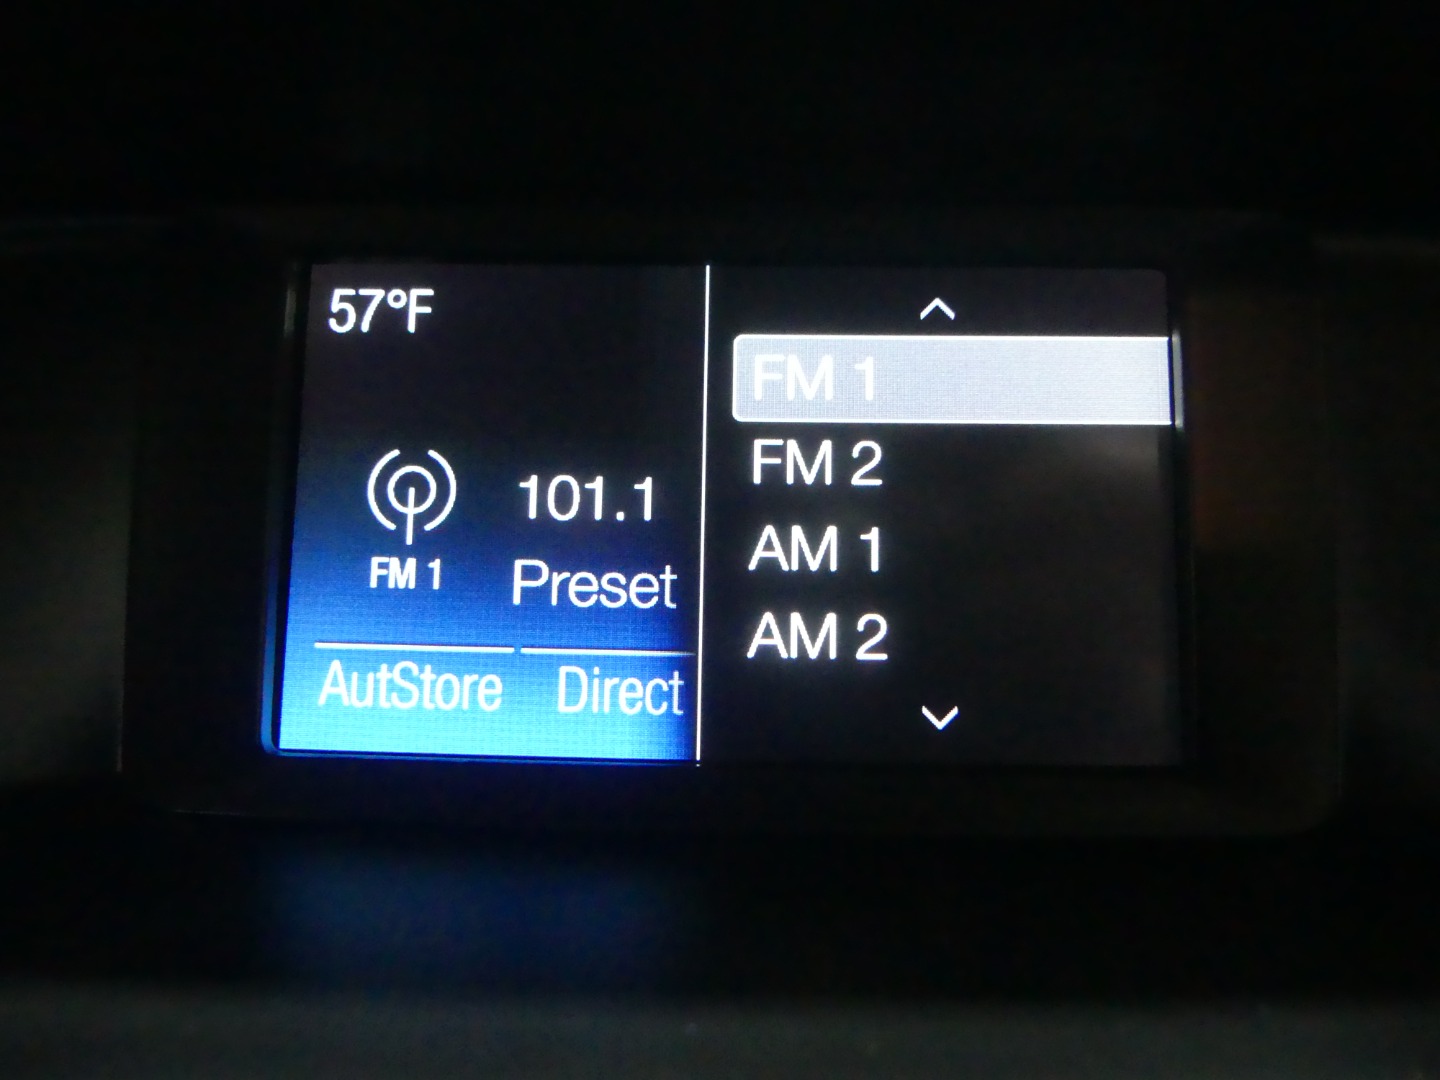 57°F
101.1
FM 1
Preset
AutStore
Direct
FM 1
FM 2
AM 1
AM 2